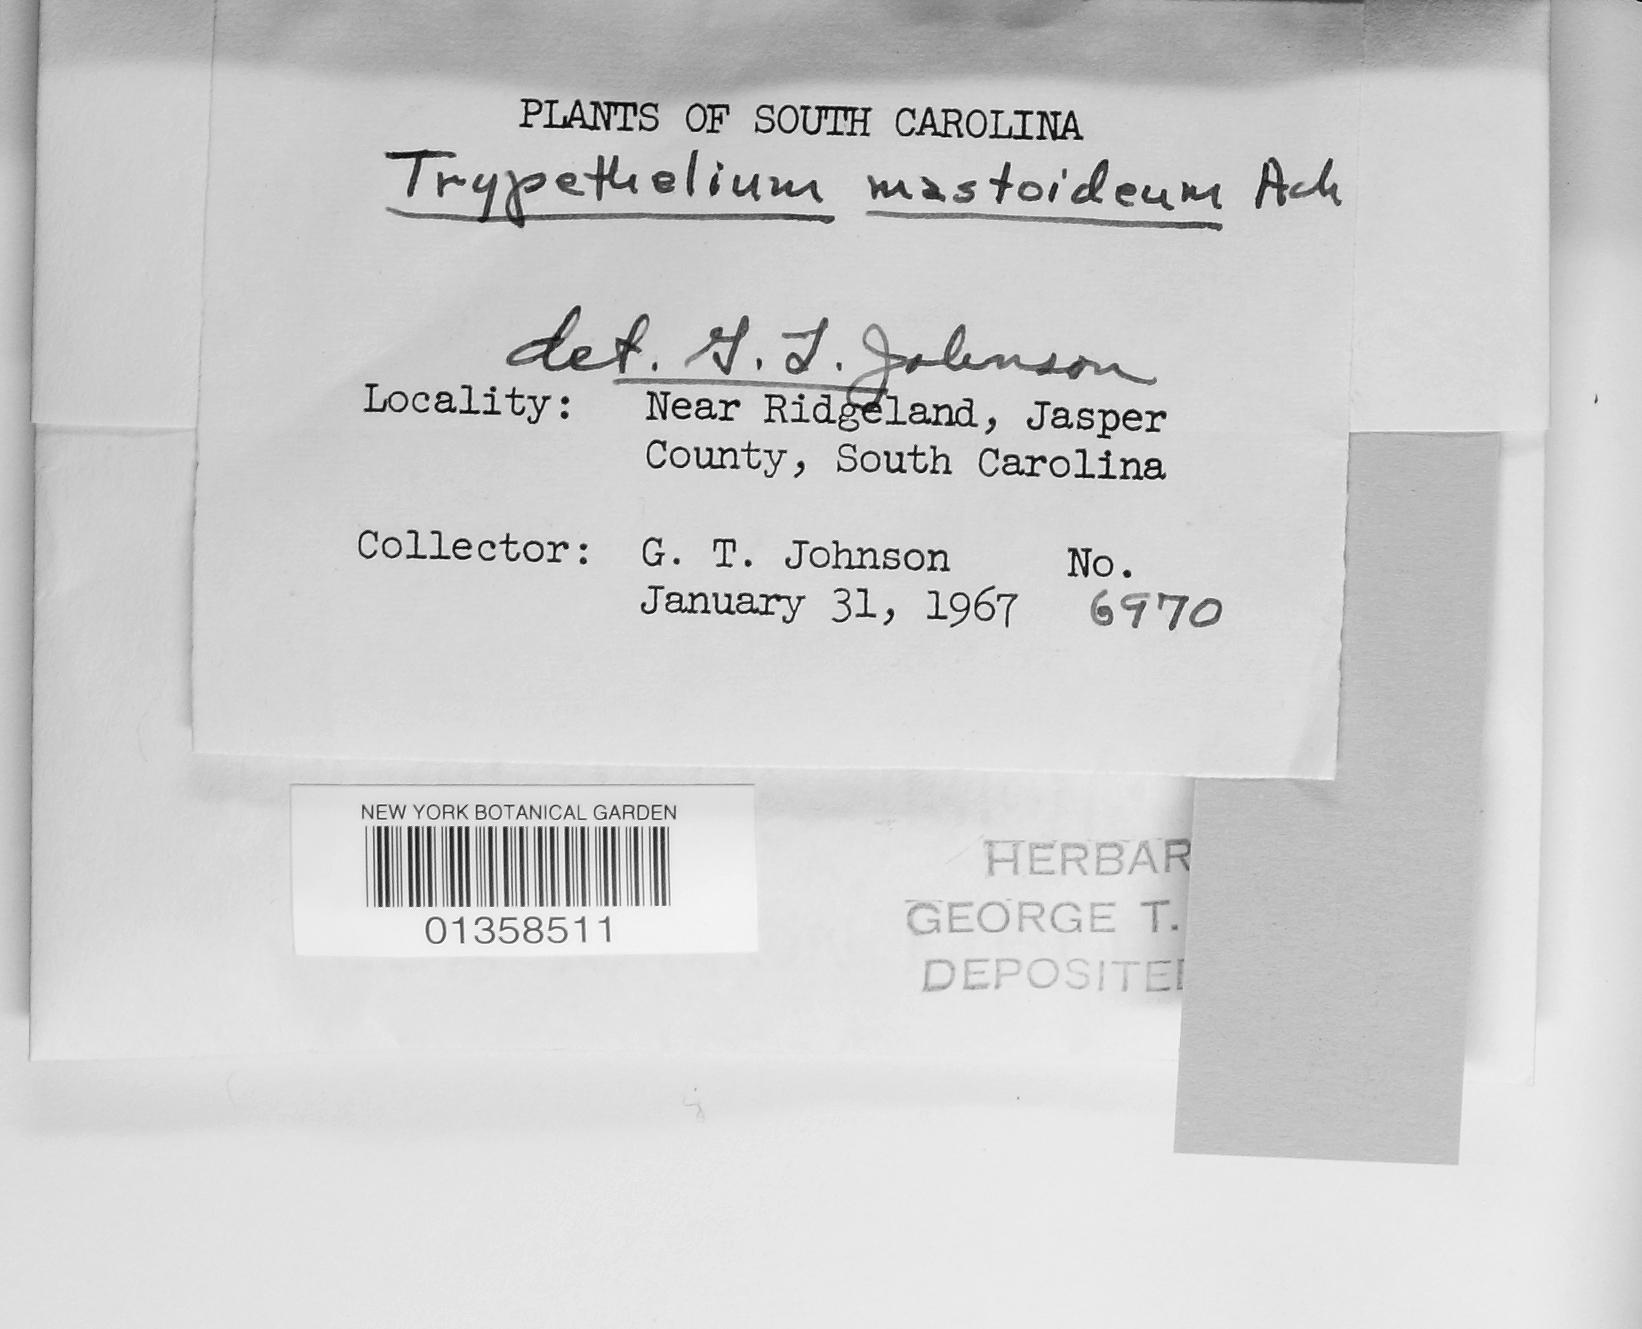 PLANTS OF SOUTH CAROLINA
Trypethelium mastoideum Ach
det. G. T. Johnson
Locality: Near Ridgeland, Jasper
County, South Carolina
Collector: G. T. Johnson No.
January 31, 1967 6970
NEW YORK BOTANICAL GARDEN
01358511
HERBAR
GEORGE T.
DEPOSITED